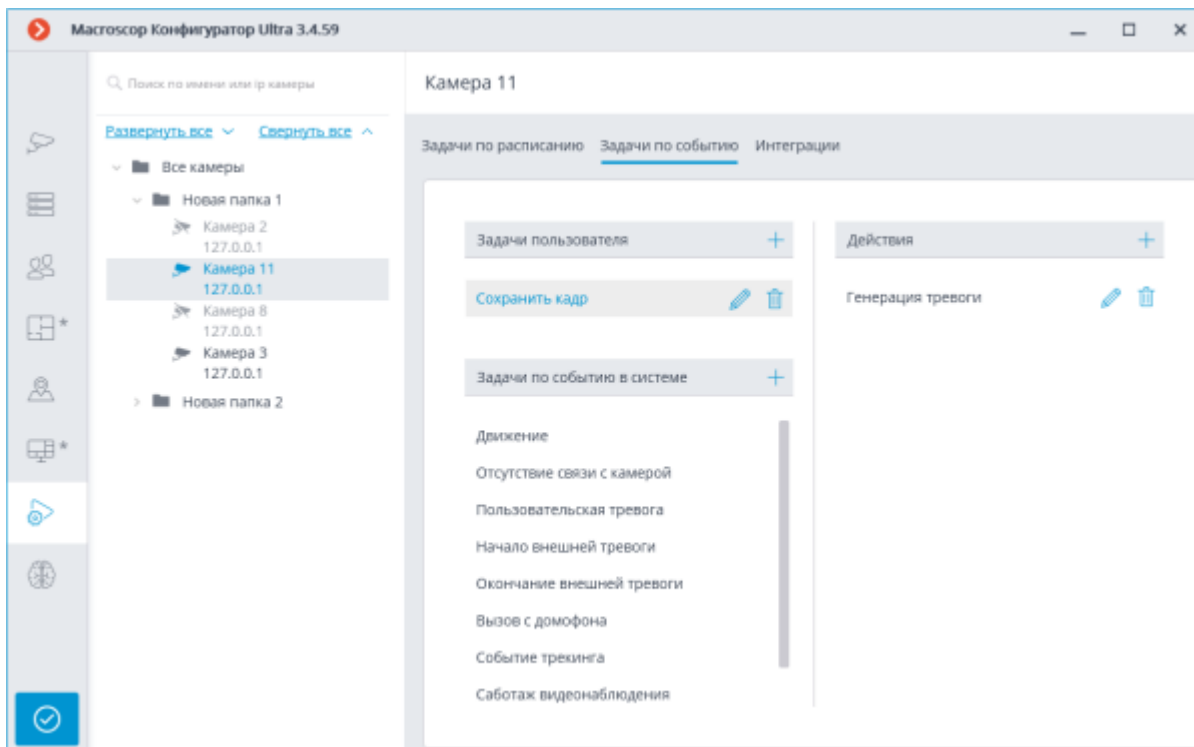 Macroscop Конфигуратор Ultra 3.4.59
Поиск по имени или ip камеры
Развернуть все Свернуть все
Все камеры
Новая папка 1
Камера 2
127.0.0.1
Камера 11
127.0.0.1
Камера 8
127.0.0.1
Камера 3
127.0.0.1
Новая папка 2
*
*
Камера 11
Задачи по расписанию Задачи по событию Интеграции
Задачи пользователя
Сохранить кадр
Задачи по событию в системе
Движение
Отсутствие связи с камерой
Пользовательская тревога
Начало внешней тревоги
Окончание внешней тревоги
Вызов с домофона
Событие трекинга
Саботаж видеонаблюдения
Действия
Генерация тревоги